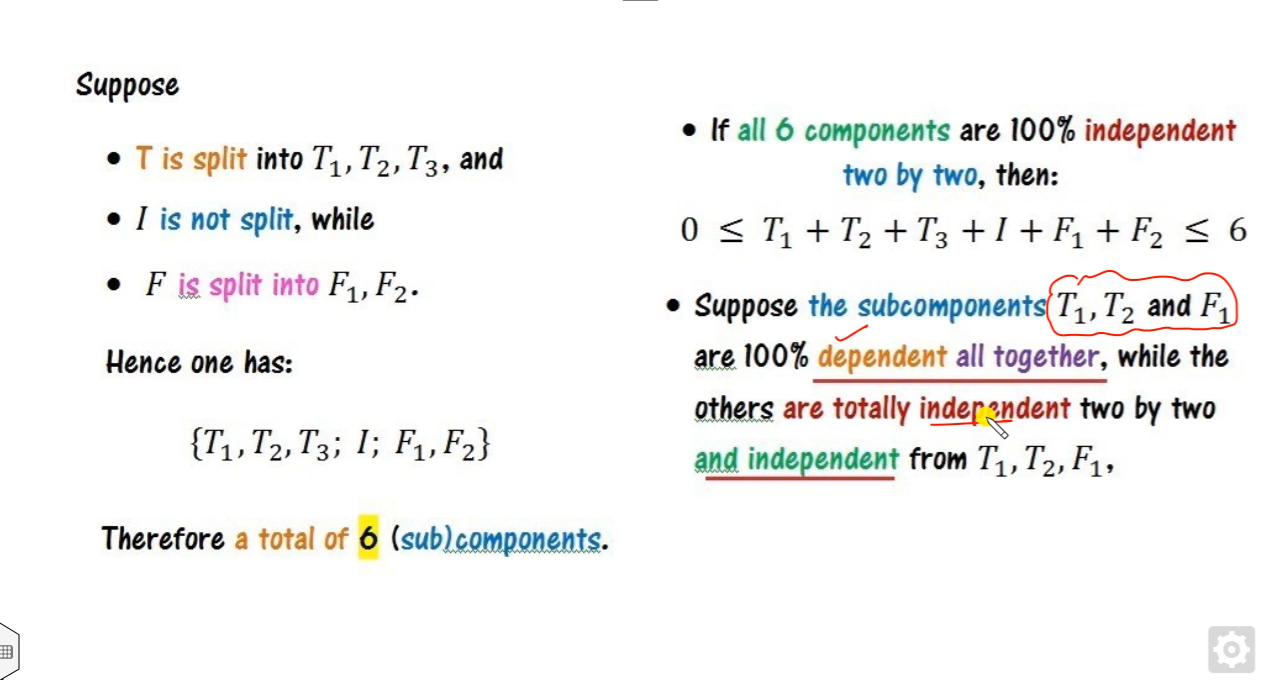 Suppose
• T is split into T₁, T₂, T₃, and
• I is not split, while
• F is split into F₁, F₂.
Hence one has:
{T₁, T₂, T₃; I; F₁, F₂}
Therefore a total of 6 (sub)components.
• If all 6 components are 100% independent
two by two, then:
0 ≤ T₁ + T₂ + T₃ + I + F₁ + F₂ ≤ 6
• Suppose the subcomponents T₁, T₂ and F₁
are 100% dependent all together, while the
others are totally independent two by two
and independent from T₁, T₂, F₁,